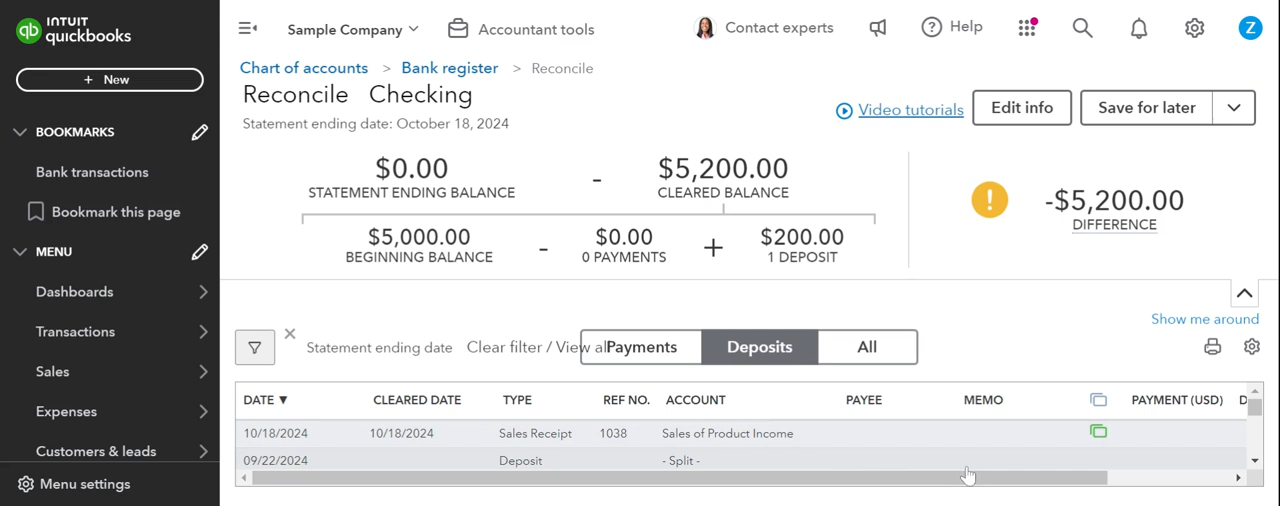 INTUIT
qb quickbooks
Sample Company
Accountant tools
Contact experts
Help
Z
+ New
BOOKMARKS
Bank transactions
Bookmark this page
MENU
Dashboards
Transactions
Sales
Expenses
Customers & leads
Menu settings
Chart of accounts > Bank register > Reconcile
Reconcile Checking
Statement ending date: October 18, 2024
Video tutorials
Edit info
Save for later
$0.00 - $5,200.00
STATEMENT ENDING BALANCE CLEARED BALANCE
$5,000.00 - $0.00 + $200.00
BEGINNING BALANCE 0 PAYMENTS 1 DEPOSIT
! -$5,200.00
DIFFERENCE
Show me around
Statement ending date Clear filter / View all Payments Deposits All
DATE ▼ CLEARED DATE TYPE REF NO. ACCOUNT PAYEE MEMO PAYMENT (USD) D
10/18/2024 10/18/2024 Sales Receipt 1038 Sales of Product Income
09/22/2024 Deposit - Split -